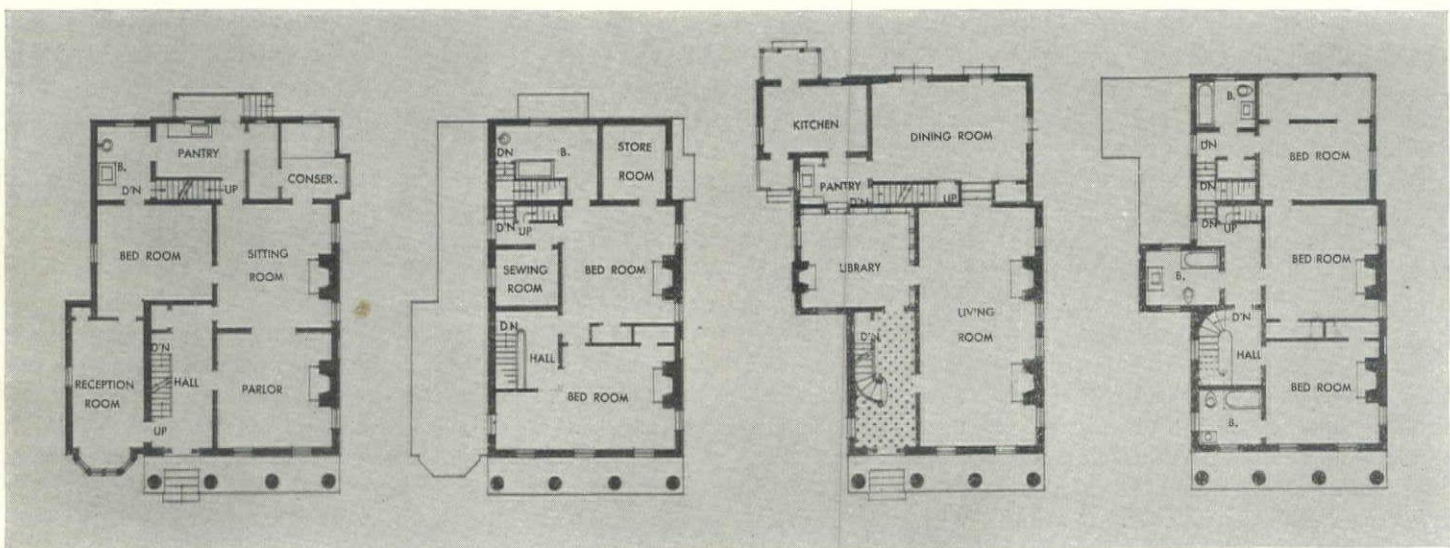 PANTRY
B.
CONSER.
D'N
UP
BED ROOM
SITTING
ROOM
D'N
RECEPTION
ROOM
HALL
PARLOR
UP
DN
B.
STORE
ROOM
D'N
UP
SEWING
ROOM
BED ROOM
DN
HALL
BED ROOM
KITCHEN
DINING ROOM
PANTRY
D'N
UP
LIBRARY
LIVING
ROOM
D'N
B.
D'N
BED ROOM
DN
DN
UP
BED ROOM
B.
D'N
HALL
BED ROOM
B.